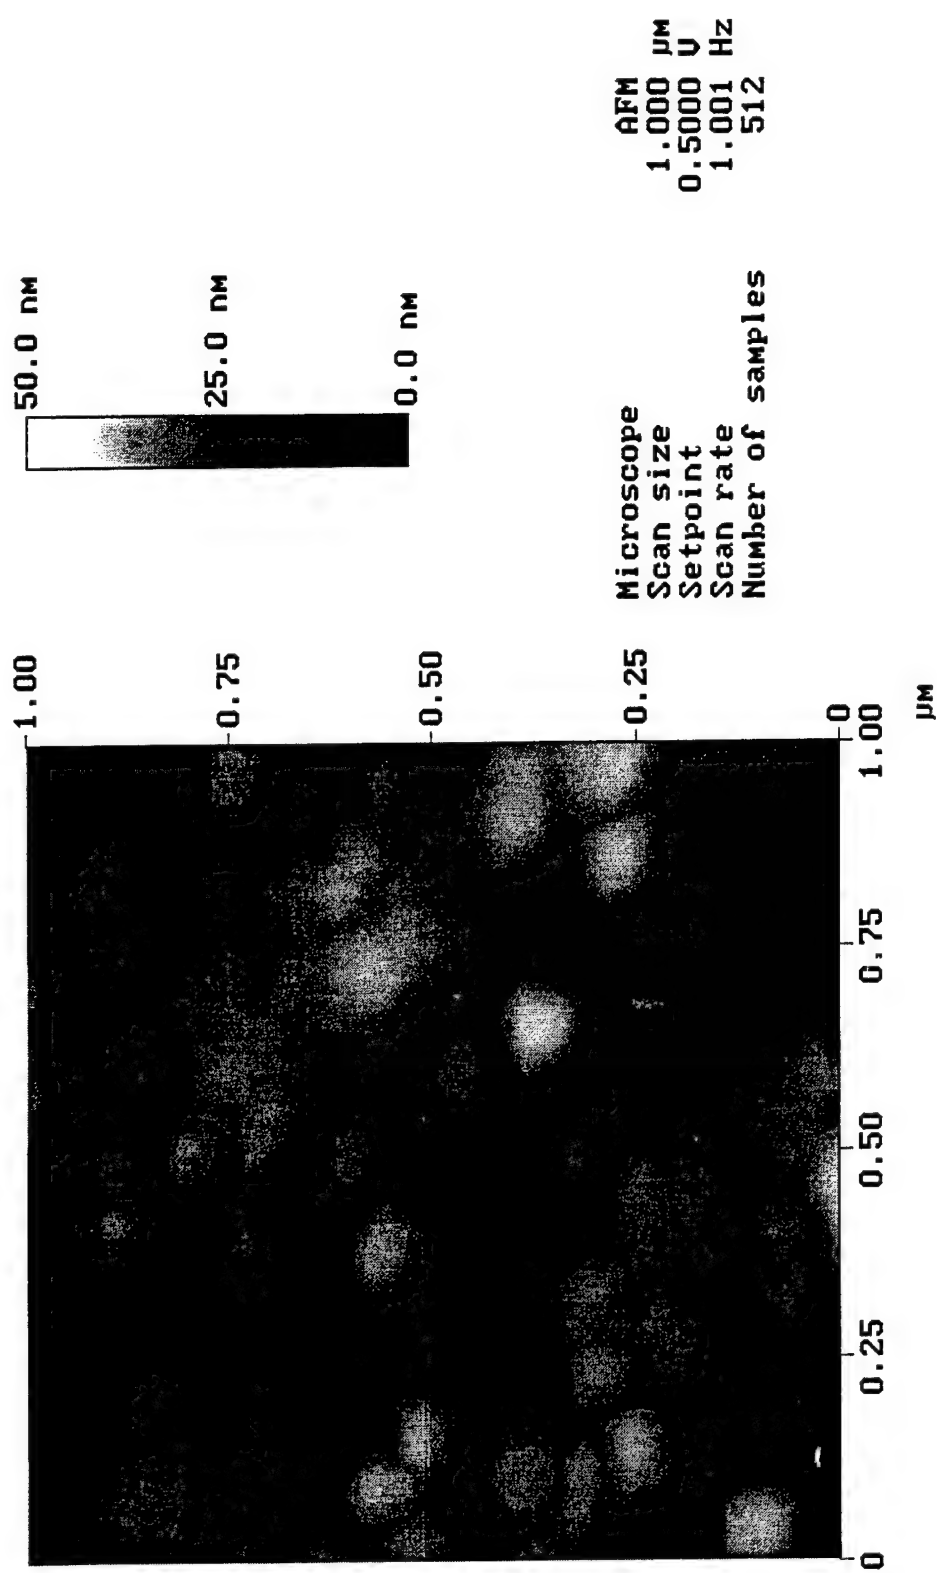 50.0 nM
25.0 nM
0.0 nM
Microscope AFM
Scan size 1.000 µM
Setpoint 0.5000 V
Scan rate 1.001 Hz
Number of samples 512
1.00
0.75
0.50
0.25
0
0 0.25 0.50 0.75 1.00
µM